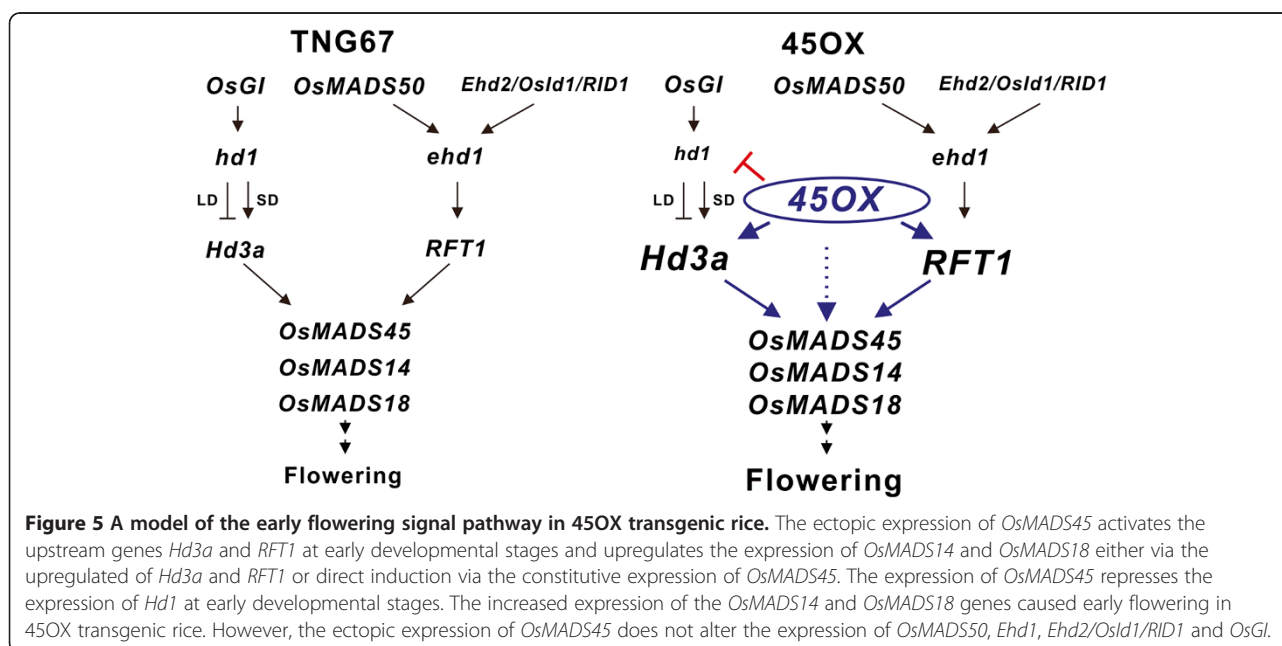 TNG67
OsGI OsMADS50 Ehd2/OsId1/RID1
hd1 ehd1
LD SD
Hd3a RFT1
OsMADS45
OsMADS14
OsMADS18
Flowering
45OX
OsGI OsMADS50 Ehd2/OsId1/RID1
hd1 ehd1
LD SD 45OX
Hd3a RFT1
OsMADS45
OsMADS14
OsMADS18
Flowering
Figure 5 A model of the early flowering signal pathway in 45OX transgenic rice. The ectopic expression of OsMADS45 activates the
upstream genes Hd3a and RFT1 at early developmental stages and upregulates the expression of OsMADS14 and OsMADS18 either via the
upregulated of Hd3a and RFT1 or direct induction via the constitutive expression of OsMADS45. The expression of OsMADS45 represses the
expression of Hd1 at early developmental stages. The increased expression of the OsMADS14 and OsMADS18 genes caused early flowering in
45OX transgenic rice. However, the ectopic expression of OsMADS45 does not alter the expression of OsMADS50, Ehd1, Ehd2/OsId1/RID1 and OsGI.